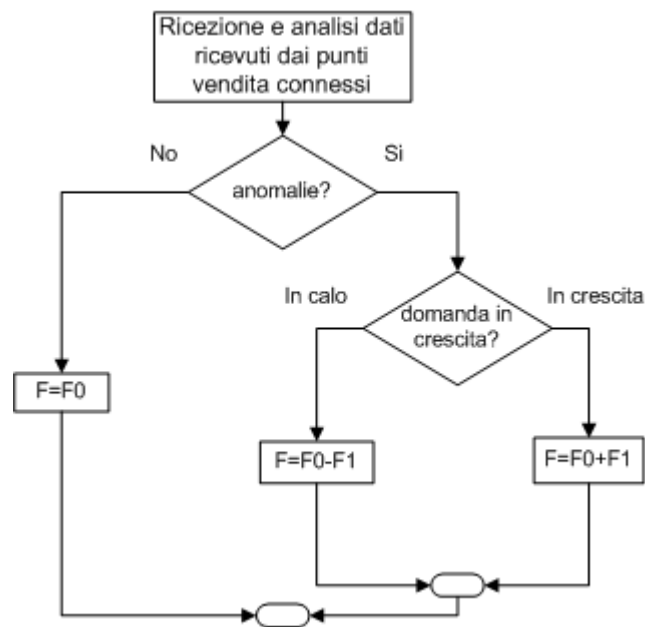 Ricezione e analisi dati
ricevuti dai punti
vendita connessi
No
Si
anomalie?
In calo
In crescita
domanda in
crescita?
F=F0
F=F0-F1
F=F0+F1